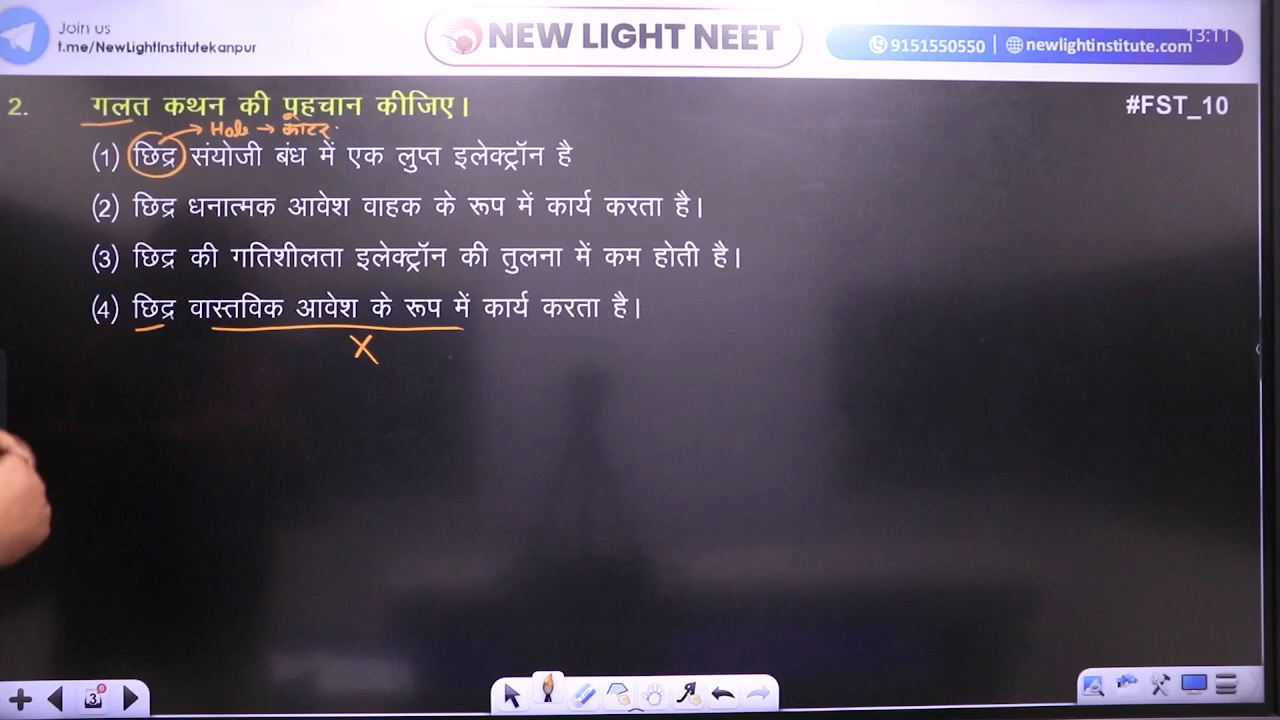 Join us
t.me/NewLightInstitutekanpur
NEW LIGHT NEET
9151550550 | newlightinstitute.com
13:11
2. गलत कथन की पहचान कीजिए।
#FST_10
Hole → कोटर
(1) छिद्र संयोजी बंध में एक लुप्त इलेक्ट्रॉन है
(2) छिद्र धनात्मक आवेश वाहक के रूप में कार्य करता है।
(3) छिद्र की गतिशीलता इलेक्ट्रॉन की तुलना में कम होती है।
(4) छिद्र वास्तविक आवेश के रूप में कार्य करता है।
X
3